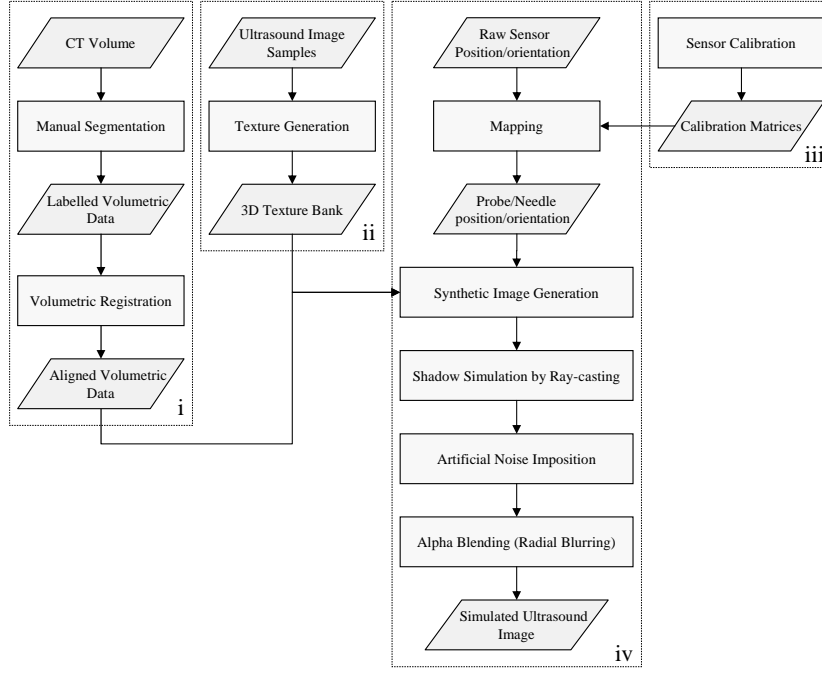 CT Volume
Manual Segmentation
Labelled Volumetric
Data
Volumetric Registration
Aligned Volumetric
Data
i
Ultrasound Image
Samples
Texture Generation
3D Texture Bank
ii
Raw Sensor
Position/orientation
Mapping
Probe/Needle
position/orientation
Synthetic Image Generation
Shadow Simulation by Ray-casting
Artificial Noise Imposition
Alpha Blending (Radial Blurring)
Simulated Ultrasound
Image
iv
Sensor Calibration
Calibration Matrices
iii